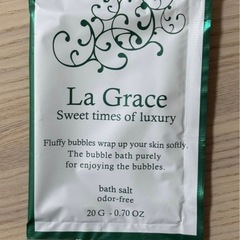 La Grace
Sweet times of luxury
Fluffy bubbles wrap up your skin softly.
The bubble bath purely
for enjoying the bubbles.
bath salt
odor-free
20 G - 0.70 OZ